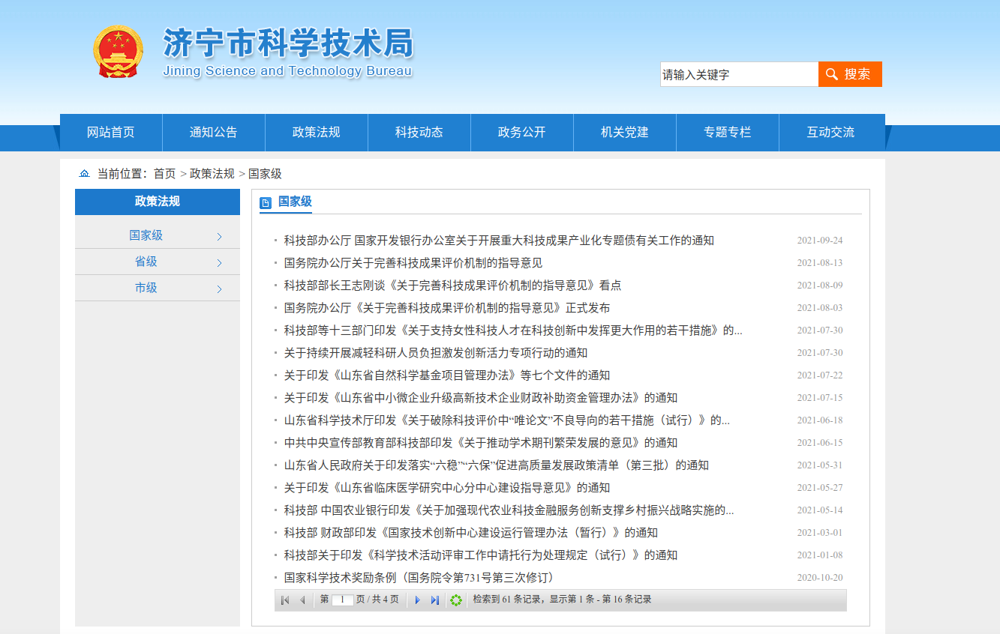 济宁市科学技术局
Jining Science and Technology Bureau
请输入关键字 搜索
网站首页 通知公告 政策法规 科技动态 政务公开 机关党建 专题专栏 互动交流
当前位置：首页 > 政策法规 > 国家级
政策法规
国家级
省级
市级
国家级
科技部办公厅 国家开发银行办公室关于开展重大科技成果产业化专题债有关工作的通知 2021-09-24
国务院办公厅关于完善科技成果评价机制的指导意见 2021-08-13
科技部部长王志刚谈《关于完善科技成果评价机制的指导意见》看点 2021-08-09
国务院办公厅《关于完善科技成果评价机制的指导意见》正式发布 2021-08-03
科技部等十三部门印发《关于支持女性科技人才在科技创新中发挥更大作用的若干措施》的... 2021-07-30
关于持续开展减轻科研人员负担激发创新活力专项行动的通知 2021-07-30
关于印发《山东省自然科学基金项目管理办法》等七个文件的通知 2021-07-22
关于印发《山东省中小微企业升级高新技术企业财政补助资金管理办法》的通知 2021-07-15
山东省科学技术厅印发《关于破除科技评价中“唯论文”不良导向的若干措施（试行）》的... 2021-06-18
中共中央宣传部教育部科技部印发《关于推动学术期刊繁荣发展的意见》的通知 2021-06-15
山东省人民政府关于印发落实“六稳”“六保”促进高质量发展政策清单（第三批）的通知 2021-05-31
关于印发《山东省临床医学研究中心分中心建设指导意见》的通知 2021-05-27
科技部 中国农业银行印发《关于加强现代农业科技金融服务创新支撑乡村振兴战略实施的... 2021-05-14
科技部 财政部印发《国家技术创新中心建设运行管理办法（暂行）》的通知 2021-03-01
科技部关于印发《科学技术活动评审工作中请托行为处理规定（试行）》的通知 2021-01-08
国家科学技术奖励条例（国务院令第731号第三次修订） 2020-10-20
第 1 页 / 共 4 页 检索到 61 条记录，显示第 1 条 - 第 16 条记录